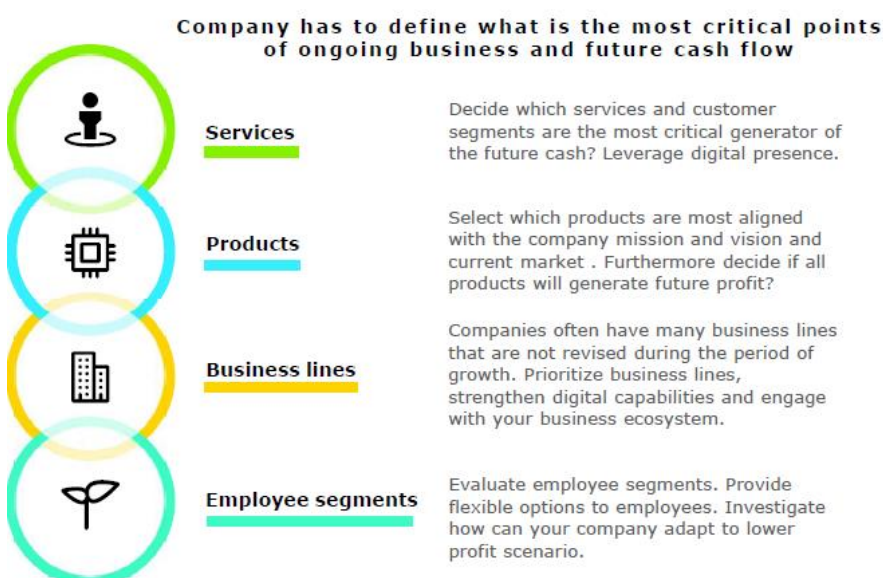 Company has to define what is the most critical points
of ongoing business and future cash flow
Services
Decide which services and customer
segments are the most critical generator of
the future cash? Leverage digital presence.
Products
Select which products are most aligned
with the company mission and vision and
current market . Furthermore decide if all
products will generate future profit?
Business lines
Companies often have many business lines
that are not revised during the period of
growth. Prioritize business lines,
strengthen digital capabilities and engage
with your business ecosystem.
Employee segments
Evaluate employee segments. Provide
flexible options to employees. Investigate
how can your company adapt to lower
profit scenario.